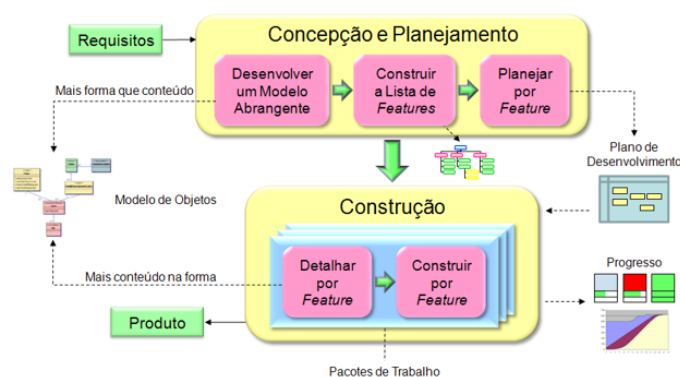 Requisitos
Concepção e Planejamento
Desenvolver
um Modelo
Abrangente
Construir
a Lista de
Features
Planejar
por
Feature
Mais forma que conteúdo
Plano de
Desenvolvimento
Modelo de Objetos
Construção
Detalhar
por
Feature
Construir
por
Feature
Progresso
Mais conteúdo na forma
Produto
Pacotes de Trabalho